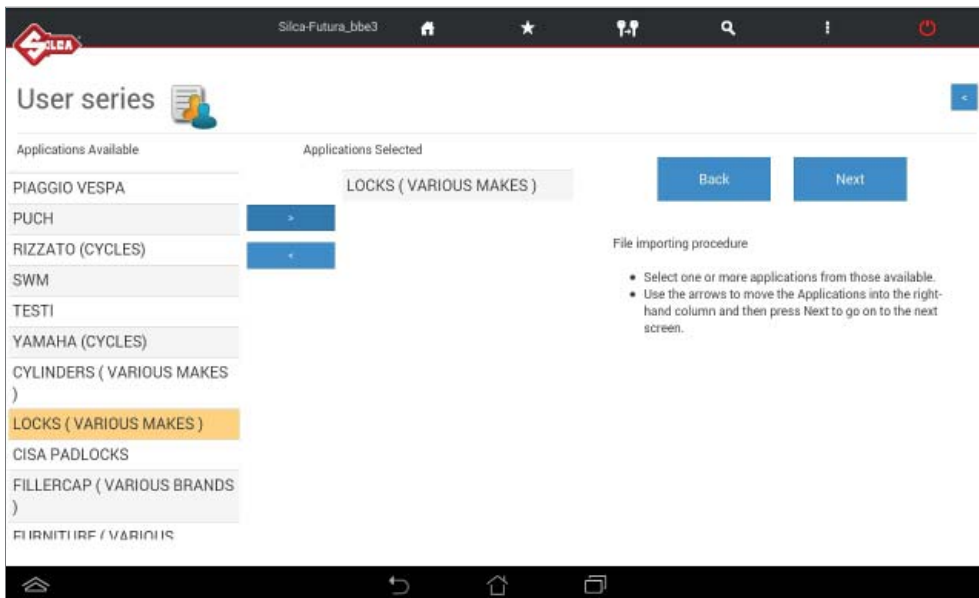 SILCA
Silca-Futura_bbe3
User series
<
Applications Available
Applications Selected
PIAGGIO VESPA
PUCH
RIZZATO (CYCLES)
SWM
TESTI
YAMAHA (CYCLES)
CYLINDERS ( VARIOUS MAKES
)
LOCKS ( VARIOUS MAKES )
CISA PADLOCKS
FILLERCAP ( VARIOUS BRANDS
)
FURNITURE ( VARIOUS
>
<
LOCKS ( VARIOUS MAKES )
Back
Next
File importing procedure
• Select one or more applications from those available.
• Use the arrows to move the Applications into the right-
hand column and then press Next to go on to the next
screen.